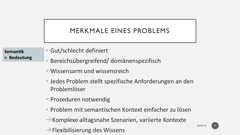 MERKMALE EINES PROBLEMS
Semantik
= Bedeutung
• Gut/schlecht definiert
• Bereichsübergreifend/ domänenspezifisch
• Wissensarm und wissensreich
• Jedes Problem stellt spezifische Anforderungen an den
Problemlöser
• Prozeduren notwendig
• Problem mit semantischen Kontext einfacher zu lösen
→Komplexe alltagsnahe Szenarien, variierte Kontexte
→Flexibilisierung des Wissens